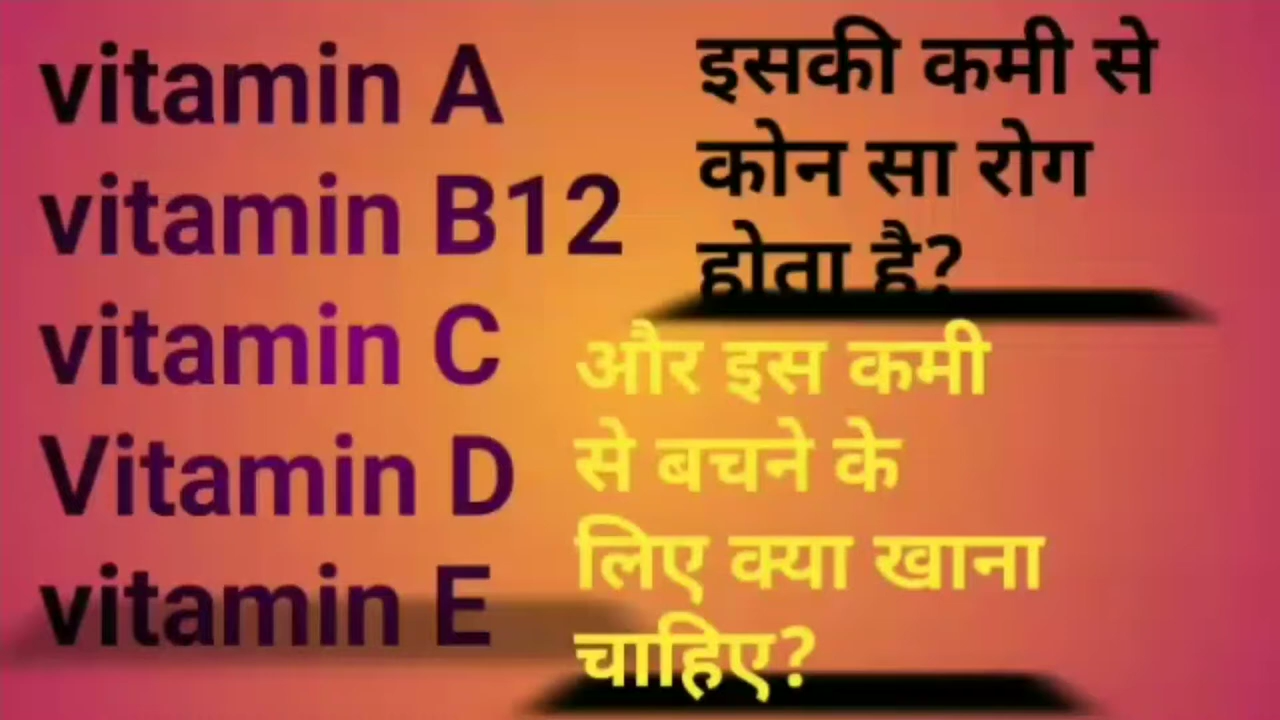 vitamin A
vitamin B12
vitamin C
Vitamin D
vitamin E
इसकी कमी से
कोन सा रोग
होता है?
और इस कमी
से बचने के
लिए क्या खाना
चाहिए?